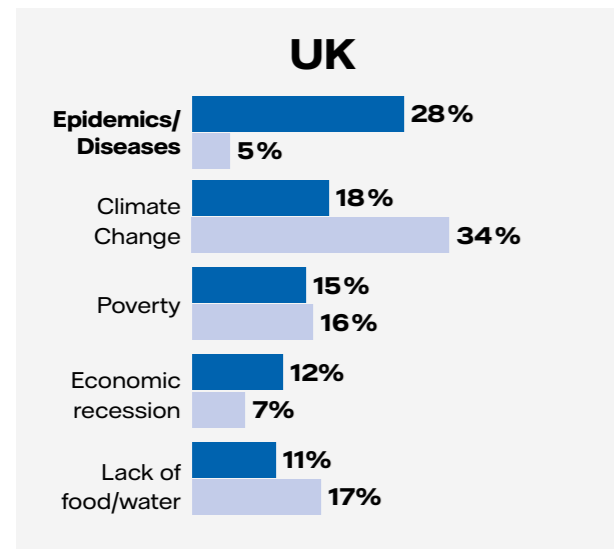 UK
Epidemics/
Diseases
28%
5%
Climate
Change
18%
34%
Poverty
15%
16%
Economic
recession
12%
7%
Lack of
food/water
11%
17%